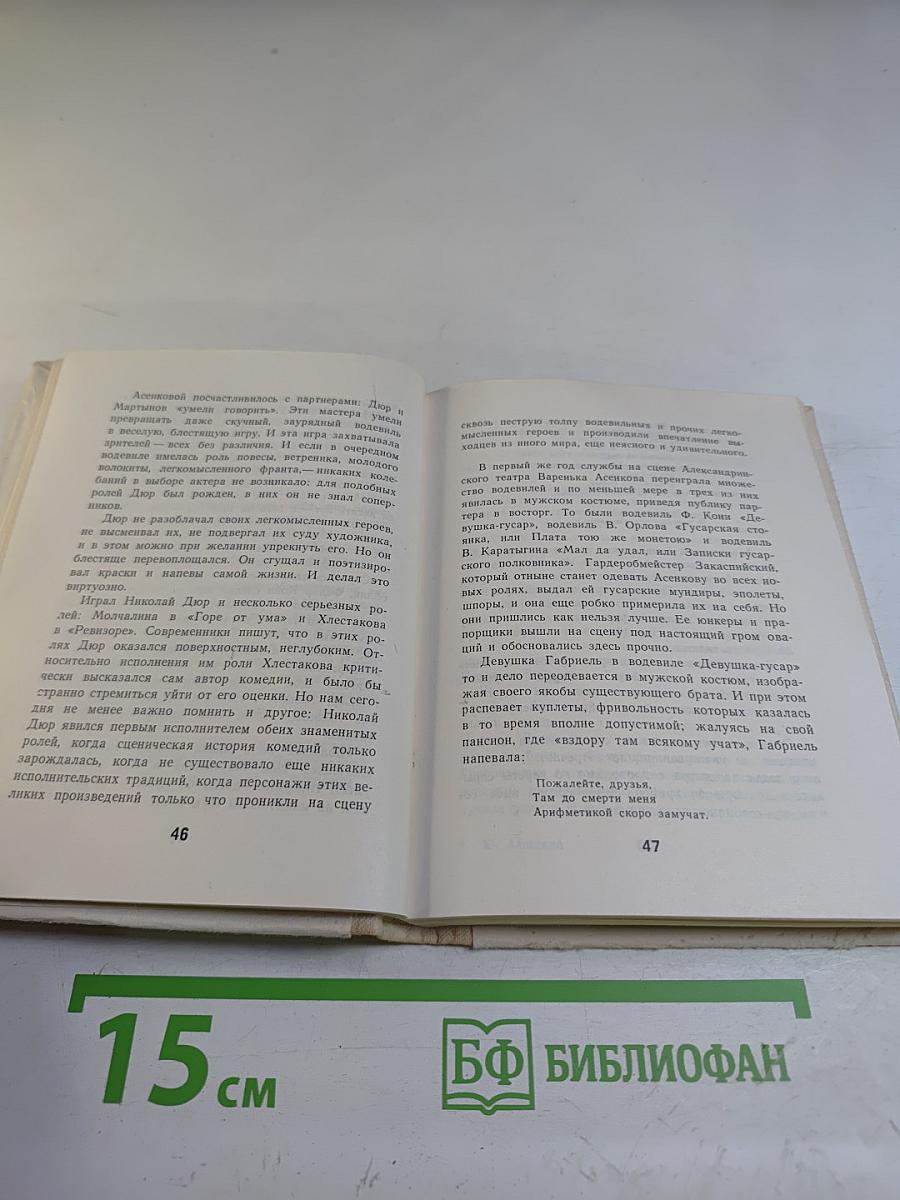 Асенковой посчастливилось с партнерами: Дюр и
Мартынов «умели говорить». Эти мастера умели
превращать даже скучный, заурядный водевиль
в веселую, блестящую игру. И эта игра захватывала
зрителей — всех без различия. И если в очередном
водевиле имелась роль повесы, ветреника, молодого
волокиты, легкомысленного франта,— никаких коле-
баний в выборе актера не возникало: для подобных
ролей Дюр был рожден, в них он не знал сопер-
ников.
Дюр не разоблачал своих легкомысленных героев,
не высмеивал их, не подвергал их суду художника,
и в этом можно при желании упрекнуть его. Но он
блестяще перевоплощался. Он сгущал и поэтизиро-
вал краски и напевы самой жизни. И делал это
виртуозно.
Играл Николай Дюр и несколько серьезных ро-
лей: Молчалина в «Горе от ума» и Хлестакова
в «Ревизоре». Современники пишут, что в этих ро-
лях Дюр оказался поверхностным, неглубоким. От-
носительно исполнения им роли Хлестакова крити-
чески высказался сам автор комедии, и было бы
странно стремиться уйти от его оценки. Но нам сего-
дня не менее важно помнить и другое: Николай
Дюр явился первым исполнителем обеих знаменитых
ролей, когда сценическая история комедий только
зарождалась, когда не существовало еще никаких
исполнительских традиций, когда персонажи этих ве-
ликих произведений только что проникли на сцену
46
сквозь пеструю толпу водевильных и прочих легко-
мысленных героев и производили впечатление вы-
ходцев из иного мира, еще неясного и удивительного.
В первый же год службы на сцене Александрин-
ского театра Варенька Асенкова переиграла множе-
ство водевилей и по меньшей мере в трех из них
явилась в мужском костюме, приведя публику пар-
тера в восторг. То были водевиль Ф. Кони «Де-
вушка-гусар», водевиль В. Орлова «Гусарская сто-
янка, или Плата тою же монетою» и водевиль
В. Каратыгина «Мал да удал, или Записки гусар-
ского полковника». Гардеробмейстер Закаспийский,
который отныне станет одевать Асенкову во всех но-
вых ролях, выдал ей гусарские мундиры, эполеты,
шпоры, и она еще робко примерила их на себя. Но
они пришлись как нельзя лучше. Ее юнкеры и пра-
порщики вышли на сцену под настоящий гром ова-
ций и обосновались здесь прочно.
Девушка Габриель в водевиле «Девушка-гусар»
то и дело переодевается в мужской костюм, изобра-
жая своего якобы существующего брата. И при этом
распевает куплеты, фривольность которых казалась
в то время вполне допустимой; жалуясь на свой
пансион, где «вздору там всякому учат», Габриель
напевала:
Пожалейте, друзья,
Там до смерти меня
Арифметикой скоро замучат.
47
15 см
БФ БИБЛИОФАН